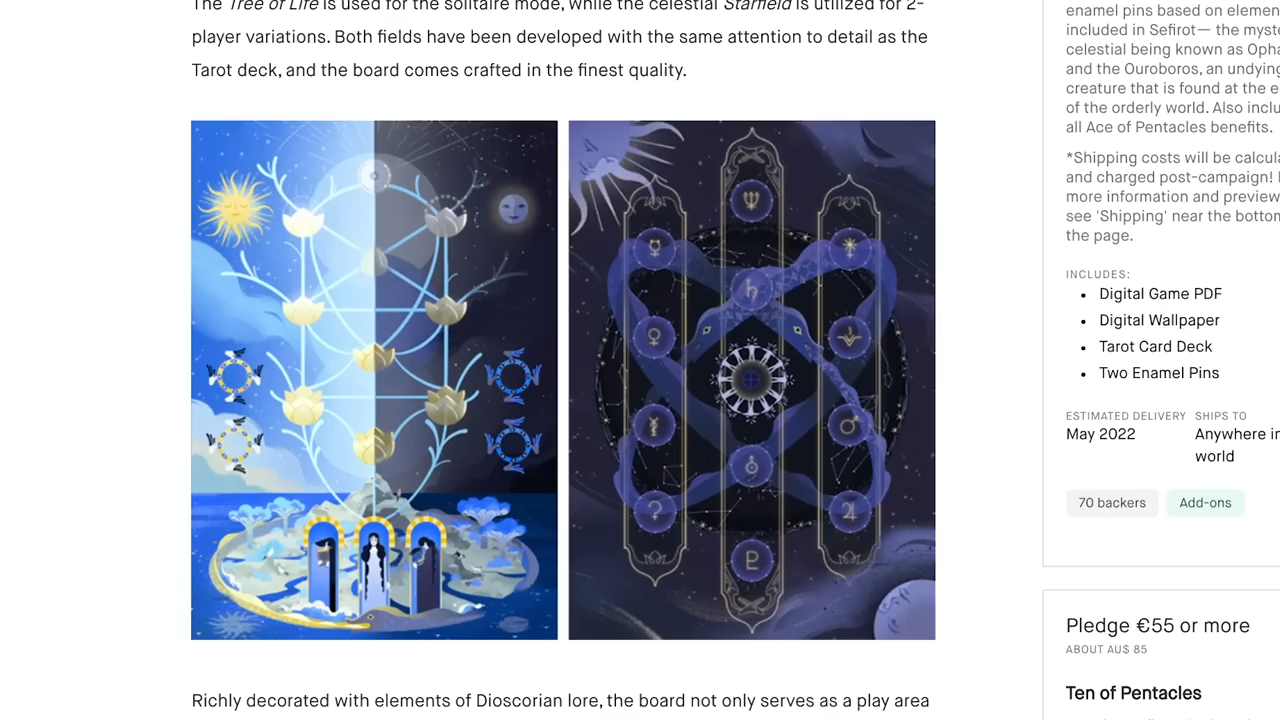 The Tree of Life is used for the solitaire mode, while the celestial Starfield is utilized for 2-
player variations. Both fields have been developed with the same attention to detail as the
Tarot deck, and the board comes crafted in the finest quality.
Richly decorated with elements of Dioscorian lore, the board not only serves as a play area
enamel pins based on elemen
included in Sefirot— the myste
celestial being known as Opha
and the Ouroboros, an undying
creature that is found at the e
of the orderly world. Also inclu
all Ace of Pentacles benefits.
*Shipping costs will be calcula
and charged post-campaign!
more information and preview
see 'Shipping' near the bottom
the page.
INCLUDES:
• Digital Game PDF
• Digital Wallpaper
• Tarot Card Deck
• Two Enamel Pins
ESTIMATED DELIVERY SHIPS TO
May 2022 Anywhere in
world
70 backers Add-ons
Pledge €55 or more
ABOUT AU$ 85
Ten of Pentacles